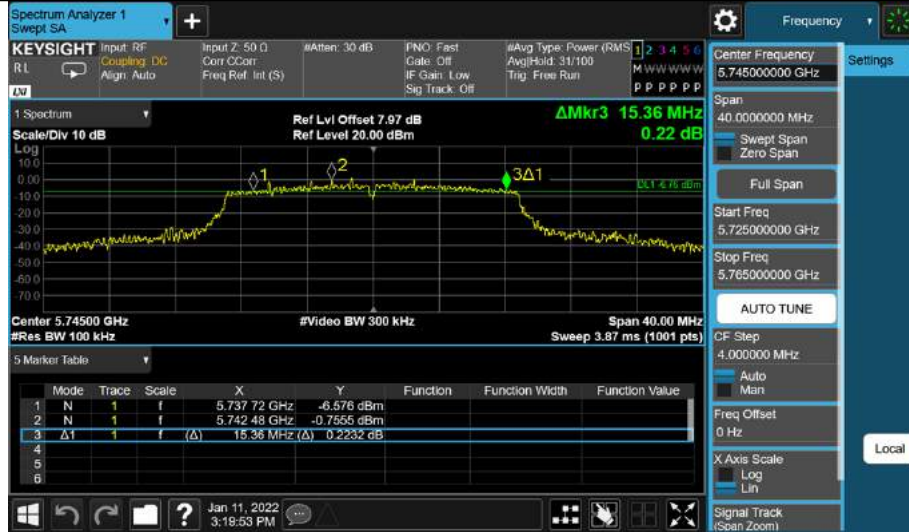 Spectrum Analyzer 1
Swept SA
+
Frequency
KEYSIGHT
Input: RF
Input Z: 50 Ω
#Atten: 30 dB
PNO: Fast
#Avg Type: Power (RMS
1 2 3 4 5 6
RL
Coupling: DC
Corr CCorr
Gate: Off
Avg|Hold: 31/100
M W W W W W
Align: Auto
Freq Ref: Int (S)
IF Gain: Low
Trig: Free Run
Sig Track: Off
P P P P P P
LXI
1 Spectrum
Ref Lvl Offset 7.97 dB
ΔMkr3 15.36 MHz
Scale/Div 10 dB
Ref Level 20.00 dBm
0.22 dB
Log
10.0
0.00
-10.0
-20.0
-30.0
-40.0
-50.0
-60.0
-70.0
1
2
3Δ1
DL1 -6.76 dBm
Center 5.74500 GHz
#Video BW 300 kHz
Span 40.00 MHz
#Res BW 100 kHz
Sweep 3.87 ms (1001 pts)
5 Marker Table
Mode Trace Scale X Y Function Function Width Function Value
1 N 1 f 5.737 72 GHz -6.576 dBm
2 N 1 f 5.742 48 GHz -0.7555 dBm
3 Δ1 1 f (Δ) 15.36 MHz (Δ) 0.2232 dB
4
5
6
Jan 11, 2022
3:19:53 PM
?
Center Frequency
5.745000000 GHz
Settings
Span
40.0000000 MHz
Swept Span
Zero Span
Full Span
Start Freq
5.725000000 GHz
Stop Freq
5.765000000 GHz
AUTO TUNE
CF Step
4.000000 MHz
Auto
Man
Freq Offset
0 Hz
Local
X Axis Scale
Log
Lin
Signal Track
(Span Zoom)